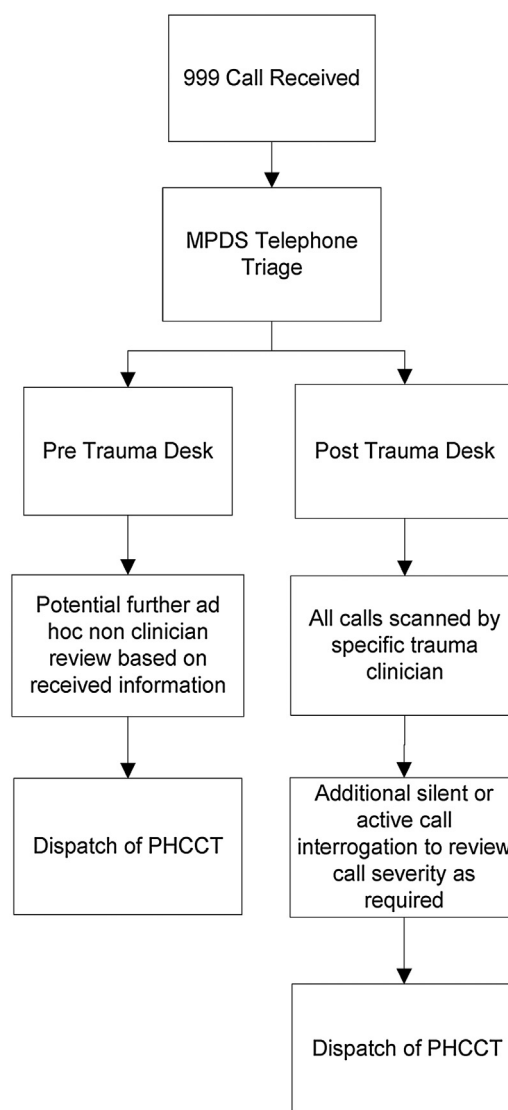 999 Call Received
MPDS Telephone
Triage
Pre Trauma Desk
Post Trauma Desk
Potential further ad
hoc non clinician
review based on
received information
All calls scanned by
specific trauma
clinician
Dispatch of PHCCT
Additional silent or
active call
interrogation to review
call severity as
required
Dispatch of PHCCT